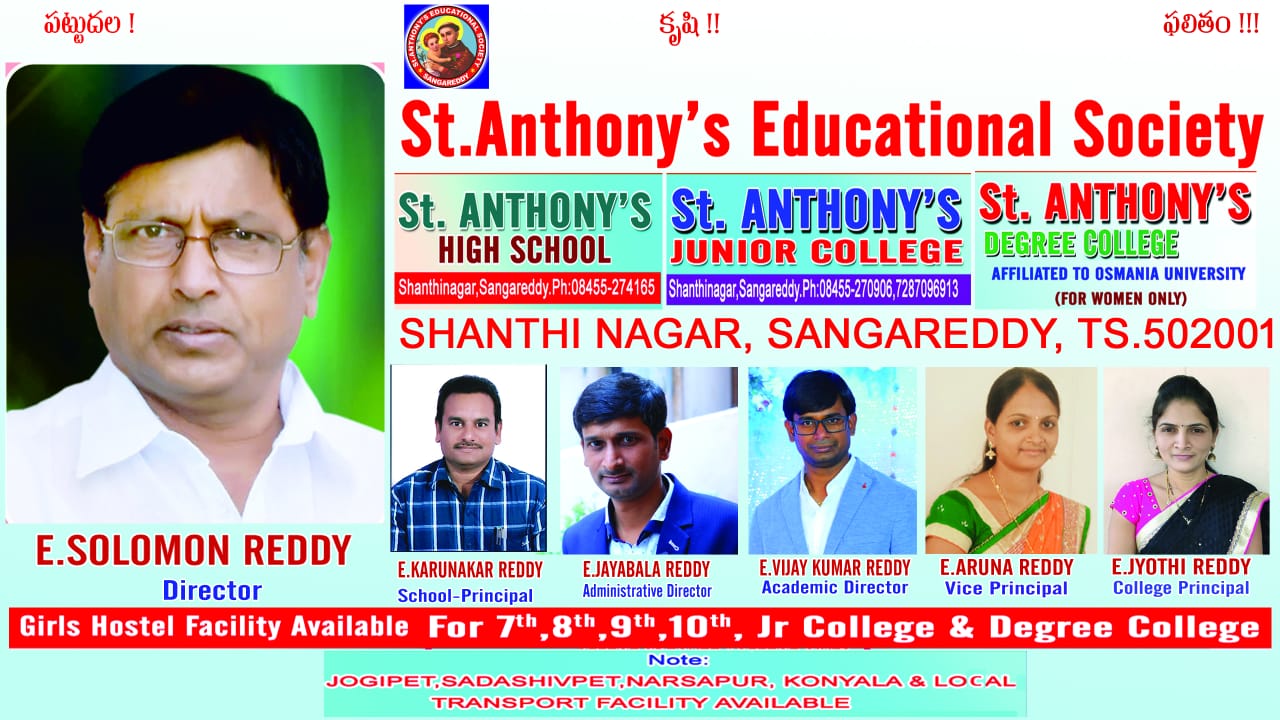 పట్టుదల !
కృషి !!
ఫలితం !!!
ST.ANTHONY'S EDUCATIONAL SOCIETY
SANGAREDDY
St.Anthony's Educational Society
St. ANTHONY'S
HIGH SCHOOL
Shanthinagar,Sangareddy.Ph:08455-274165
St. ANTHONY'S
JUNIOR COLLEGE
Shanthinagar,Sangareddy.Ph:08455-270906,7287096913
St. ANTHONY'S
DEGREE COLLEGE
AFFILIATED TO OSMANIA UNIVERSITY
(FOR WOMEN ONLY)
SHANTHI NAGAR, SANGAREDDY, TS.502001
E.SOLOMON REDDY
Director
E.KARUNAKAR REDDY
School-Principal
E.JAYABALA REDDY
Administrative Director
E.VIJAY KUMAR REDDY
Academic Director
E.ARUNA REDDY
Vice Principal
E.JYOTHI REDDY
College Principal
Girls Hostel Facility Available For 7th,8th,9th,10th, Jr College & Degree College
Note:
JOGIPET,SADASHIVPET,NARSAPUR, KONYALA & LOCAL
TRANSPORT FACILITY AVAILABLE